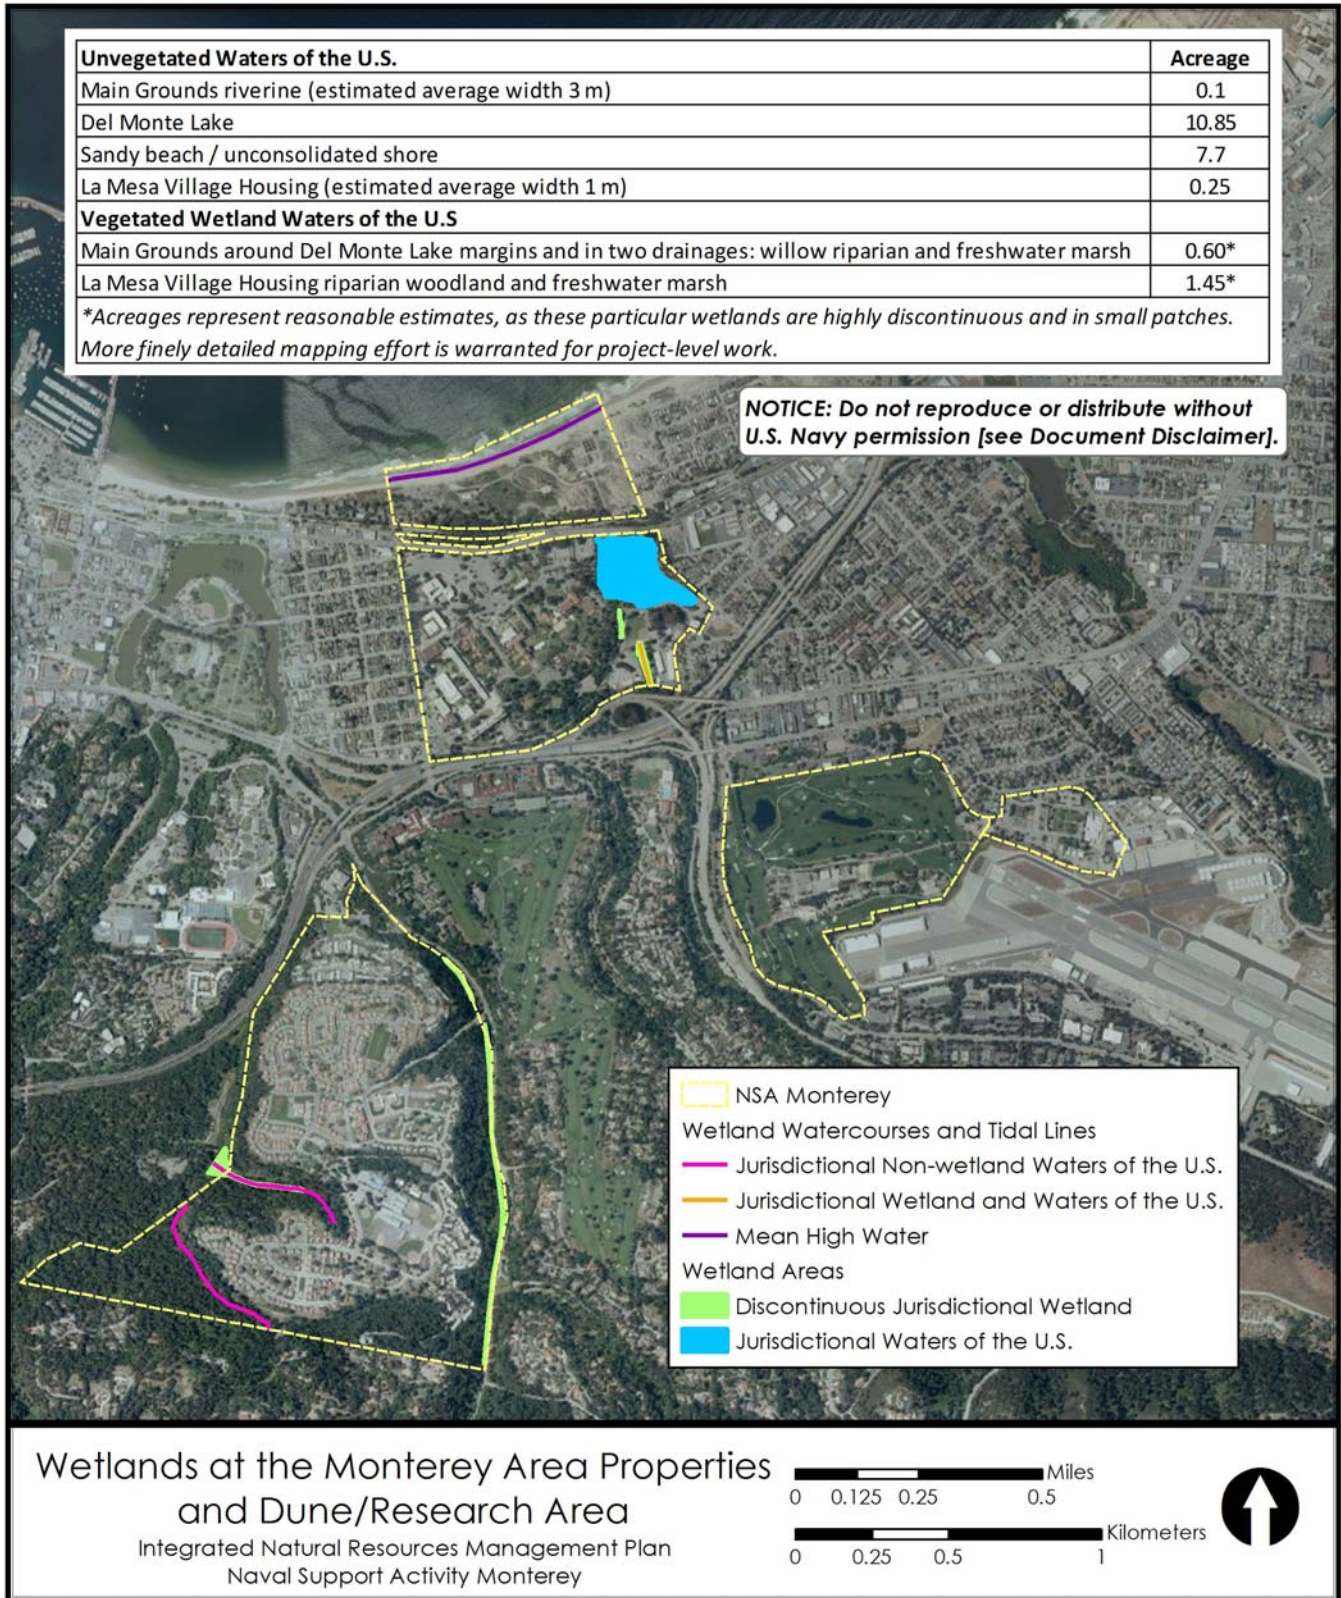 Unvegetated Waters of the U.S. Acreage
Main Grounds riverine (estimated average width 3 m) 0.1
Del Monte Lake 10.85
Sandy beach / unconsolidated shore 7.7
La Mesa Village Housing (estimated average width 1 m) 0.25
Vegetated Wetland Waters of the U.S
Main Grounds around Del Monte Lake margins and in two drainages: willow riparian and freshwater marsh 0.60*
La Mesa Village Housing riparian woodland and freshwater marsh 1.45*
*Acreages represent reasonable estimates, as these particular wetlands are highly discontinuous and in small patches.
More finely detailed mapping effort is warranted for project-level work.
NOTICE: Do not reproduce or distribute without
U.S. Navy permission [see Document Disclaimer].
NSA Monterey
Wetland Watercourses and Tidal Lines
Jurisdictional Non-wetland Waters of the U.S.
Jurisdictional Wetland and Waters of the U.S.
Mean High Water
Wetland Areas
Discontinuous Jurisdictional Wetland
Jurisdictional Waters of the U.S.
Wetlands at the Monterey Area Properties
and Dune/Research Area
Integrated Natural Resources Management Plan
Naval Support Activity Monterey
Miles
0 0.125 0.25 0.5
Kilometers
0 0.25 0.5 1